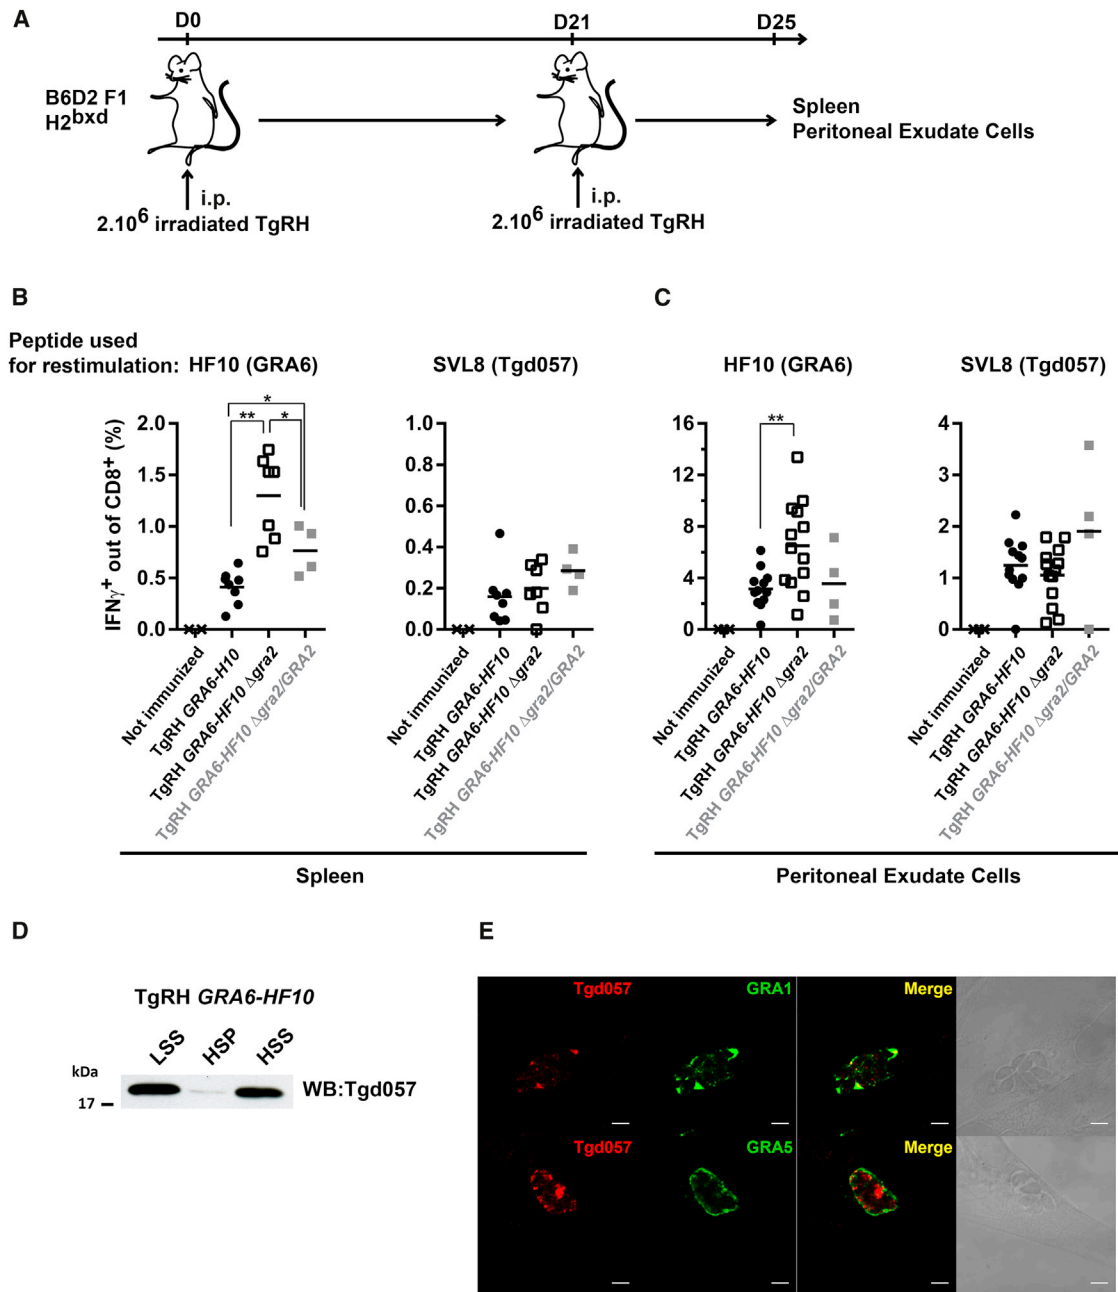 A
D0 D21 D25
B6D2 F1
H2bxd
Spleen
Peritoneal Exudate Cells
i.p.
2.10⁶ irradiated TgRH
i.p.
2.10⁶ irradiated TgRH
B
C
Peptide used
for restimulation:
HF10 (GRA6)
SVL8 (Tgd057)
HF10 (GRA6)
SVL8 (Tgd057)
IFNγ⁺ out of CD8⁺ (%)
2.0
1.5
1.0
0.5
0.0
*
** *
Not immunized
TgRH GRA6-H10
TgRH GRA6-HF10 Δgra2
TgRH GRA6-HF10 Δgra2/GRA2
1.0
0.8
0.6
0.4
0.2
0.0
Not immunized
TgRH GRA6-HF10
TgRH GRA6-HF10 Δgra2
TgRH GRA6-HF10 Δgra2/GRA2
Spleen
16
12
8
4
0
**
Not immunized
TgRH GRA6-HF10
TgRH GRA6-HF10 Δgra2
TgRH GRA6-HF10 Δgra2/GRA2
4
3
2
1
0
Not immunized
TgRH GRA6-HF10
TgRH GRA6-HF10 Δgra2
TgRH GRA6-HF10 Δgra2/GRA2
Peritoneal Exudate Cells
D
TgRH GRA6-HF10
LSS HSP HSS
kDa
17
WB:Tgd057
E
Tgd057 GRA1 Merge
Tgd057 GRA5 Merge